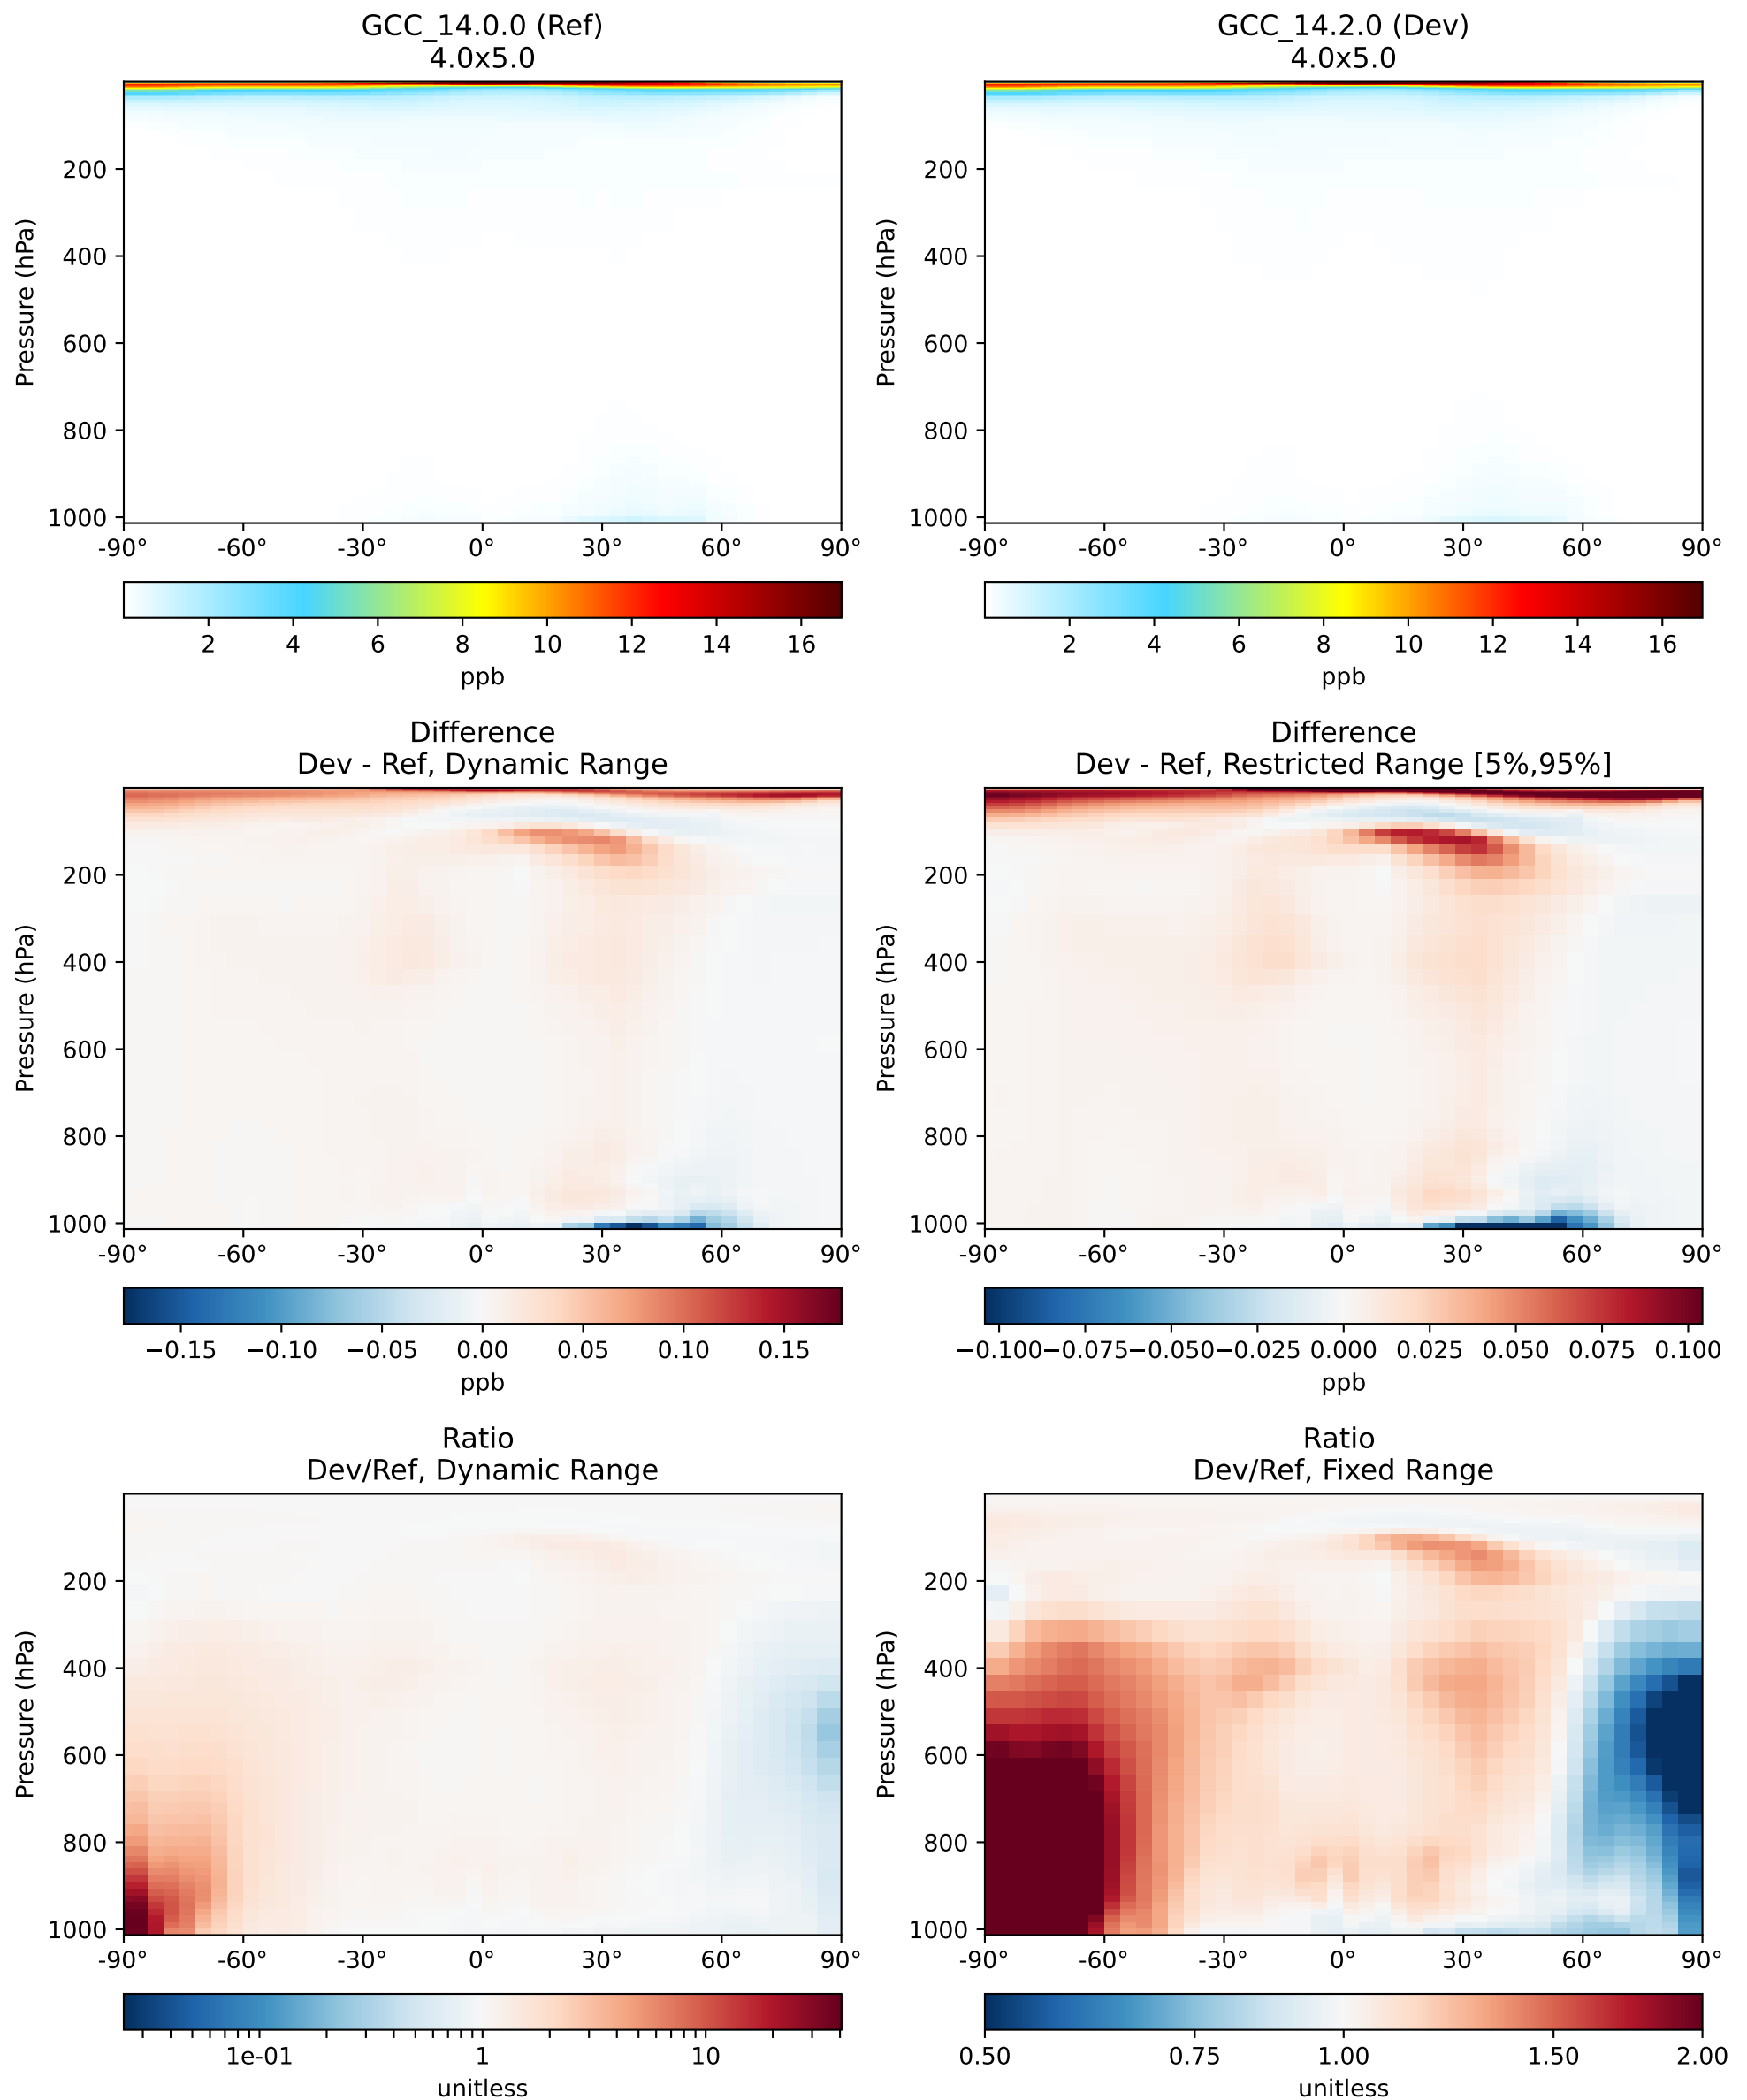 GCC_14.0.0 (Ref)
4.0x5.0
GCC_14.2.0 (Dev)
4.0x5.0
Pressure (hPa)
200
400
600
800
1000
-90° -60° -30° 0° 30° 60° 90°
2 4 6 8 10 12 14 16
ppb
Pressure (hPa)
200
400
600
800
1000
-90° -60° -30° 0° 30° 60° 90°
2 4 6 8 10 12 14 16
ppb
Difference
Dev - Ref, Dynamic Range
Pressure (hPa)
200
400
600
800
1000
-90° -60° -30° 0° 30° 60° 90°
−0.15 −0.10 −0.05 0.00 0.05 0.10 0.15
ppb
Difference
Dev - Ref, Restricted Range [5%,95%]
Pressure (hPa)
200
400
600
800
1000
-90° -60° -30° 0° 30° 60° 90°
−0.100 −0.075 −0.050 −0.025 0.000 0.025 0.050 0.075 0.100
ppb
Ratio
Dev/Ref, Dynamic Range
Pressure (hPa)
200
400
600
800
1000
-90° -60° -30° 0° 30° 60° 90°
1e-01 1 10
unitless
Ratio
Dev/Ref, Fixed Range
Pressure (hPa)
200
400
600
800
1000
-90° -60° -30° 0° 30° 60° 90°
0.50 0.75 1.00 1.50 2.00
unitless